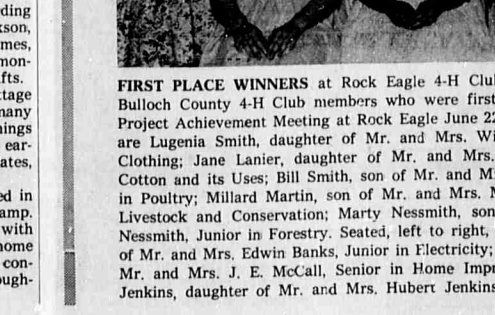 ding
kson,
mes,
mon-
fts.
ttage
many
nings
ear-
ates,
ed in
amp.
with
nome
con-
ough-
FIRST PLACE WINNERS at Rock Eagle 4-H Clu
Bulloch County 4-H Club members who were first
Project Achievement Meeting at Rock Eagle June 22
are Lugenia Smith, daughter of Mr. and Mrs. Wi
Clothing; Jane Lanier, daughter of Mr. and Mrs.
Cotton and its Uses; Bill Smith, son of Mr. and M
in Poultry; Millard Martin, son of Mr. and Mrs.
Livestock and Conservation; Marty Nessmith, son
Nessmith, Junior in Forestry. Seated, left to right,
of Mr. and Mrs. Edwin Banks, Junior in Electricity;
Mr. and Mrs. J. E. McCall, Senior in Home Impr
Jenkins, daughter of Mr. and Mrs. Hubert Jenkins